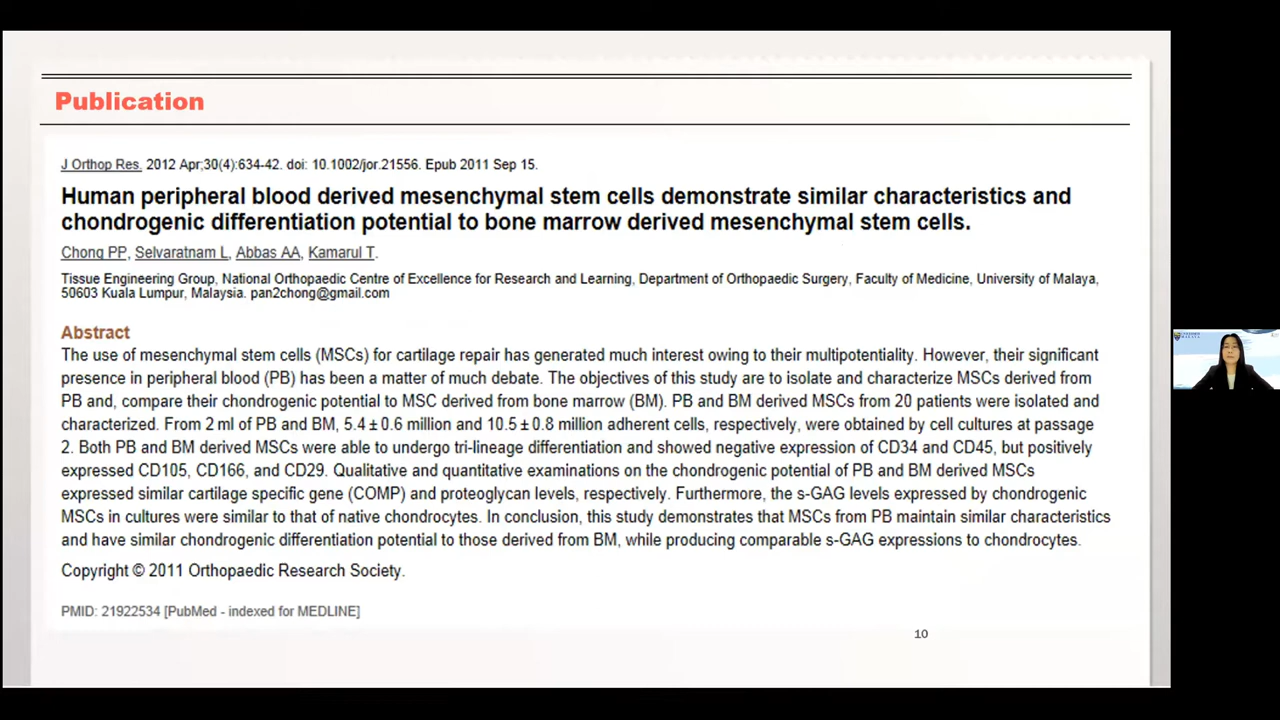 Publication
J Orthop Res. 2012 Apr;30(4):634-42. doi: 10.1002/jor.21556. Epub 2011 Sep 15.
Human peripheral blood derived mesenchymal stem cells demonstrate similar characteristics and
chondrogenic differentiation potential to bone marrow derived mesenchymal stem cells.
Chong PP, Selvaratnam L, Abbas AA, Kamarul T.
Tissue Engineering Group, National Orthopaedic Centre of Excellence for Research and Learning, Department of Orthopaedic Surgery, Faculty of Medicine, University of Malaya,
50603 Kuala Lumpur, Malaysia. pan2chong@gmail.com
Abstract
The use of mesenchymal stem cells (MSCs) for cartilage repair has generated much interest owing to their multipotentiality. However, their significant
presence in peripheral blood (PB) has been a matter of much debate. The objectives of this study are to isolate and characterize MSCs derived from
PB and, compare their chondrogenic potential to MSC derived from bone marrow (BM). PB and BM derived MSCs from 20 patients were isolated and
characterized. From 2 ml of PB and BM, 5.4 ± 0.6 million and 10.5 ± 0.8 million adherent cells, respectively, were obtained by cell cultures at passage
2. Both PB and BM derived MSCs were able to undergo tri-lineage differentiation and showed negative expression of CD34 and CD45, but positively
expressed CD105, CD166, and CD29. Qualitative and quantitative examinations on the chondrogenic potential of PB and BM derived MSCs
expressed similar cartilage specific gene (COMP) and proteoglycan levels, respectively. Furthermore, the s-GAG levels expressed by chondrogenic
MSCs in cultures were similar to that of native chondrocytes. In conclusion, this study demonstrates that MSCs from PB maintain similar characteristics
and have similar chondrogenic differentiation potential to those derived from BM, while producing comparable s-GAG expressions to chondrocytes.
Copyright © 2011 Orthopaedic Research Society.
PMID: 21922534 [PubMed - indexed for MEDLINE]
10